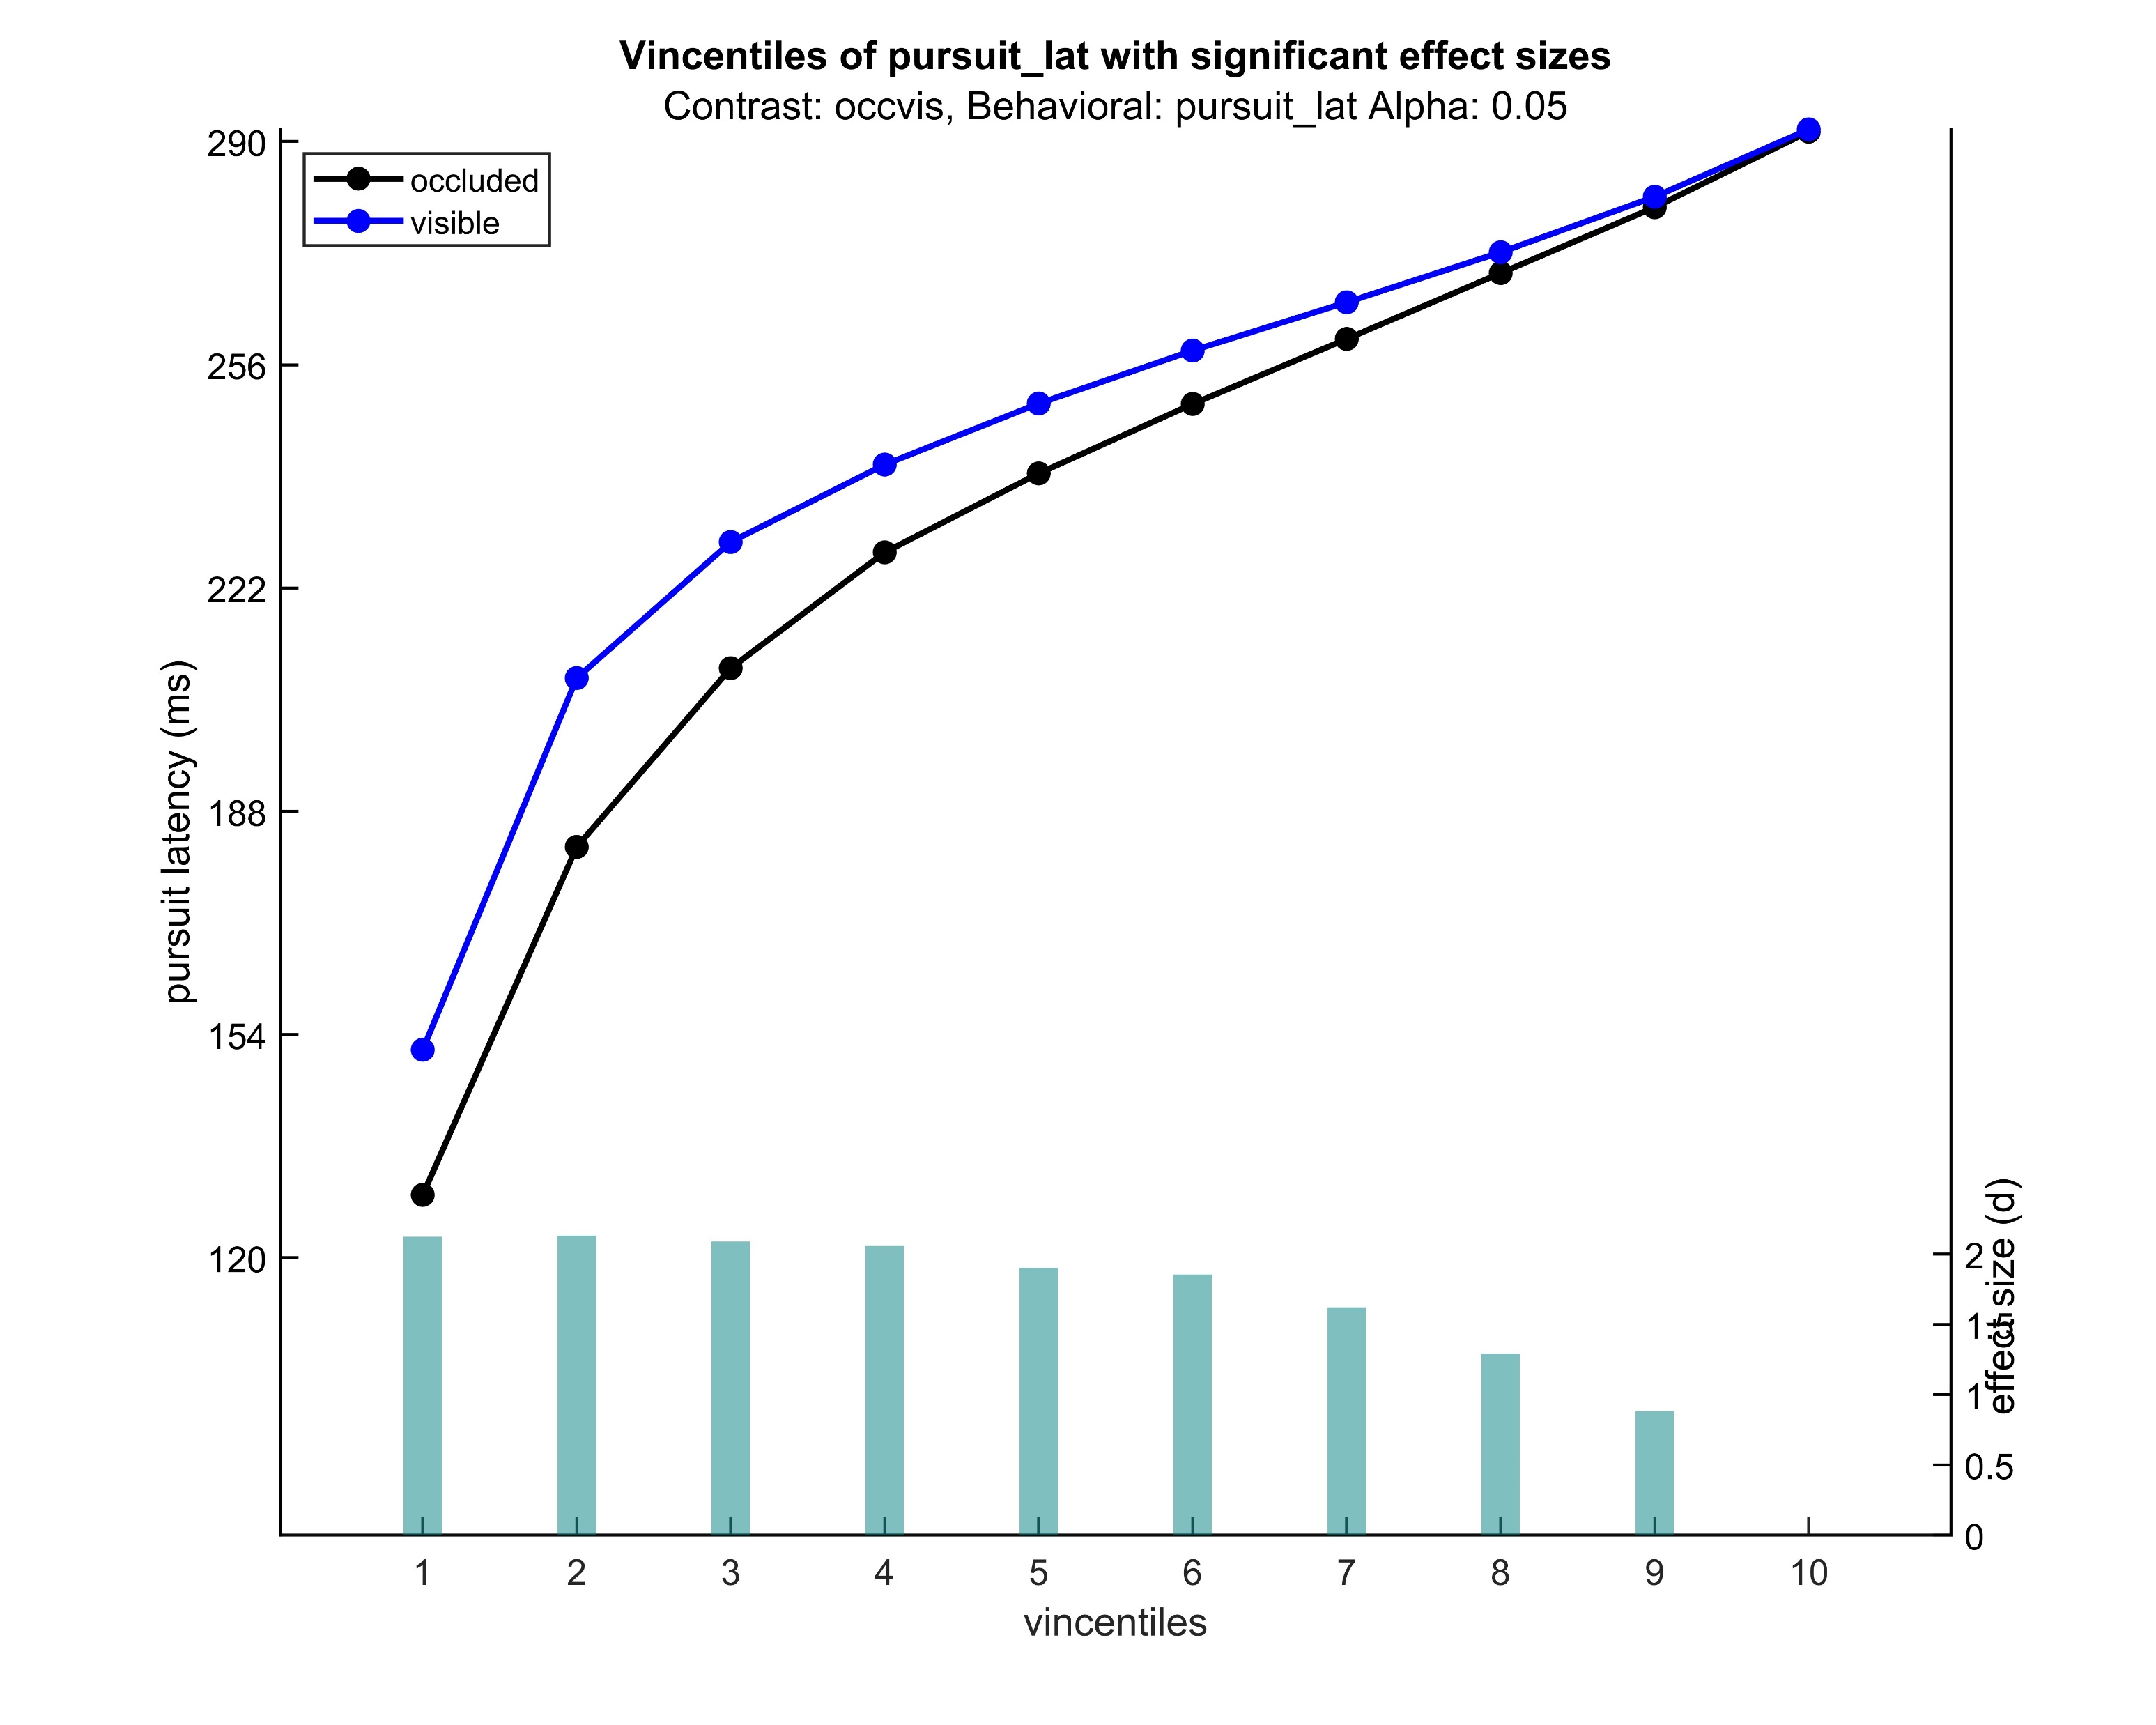 Vincentiles of pursuit_lat with significant effect sizes
Contrast: occvis, Behavioral: pursuit_lat Alpha: 0.05
occluded
visible
pursuit latency (ms)
290
256
222
188
154
120
effect size (d)
2
1.5
1
0.5
0
1 2 3 4 5 6 7 8 9 10
vincentiles